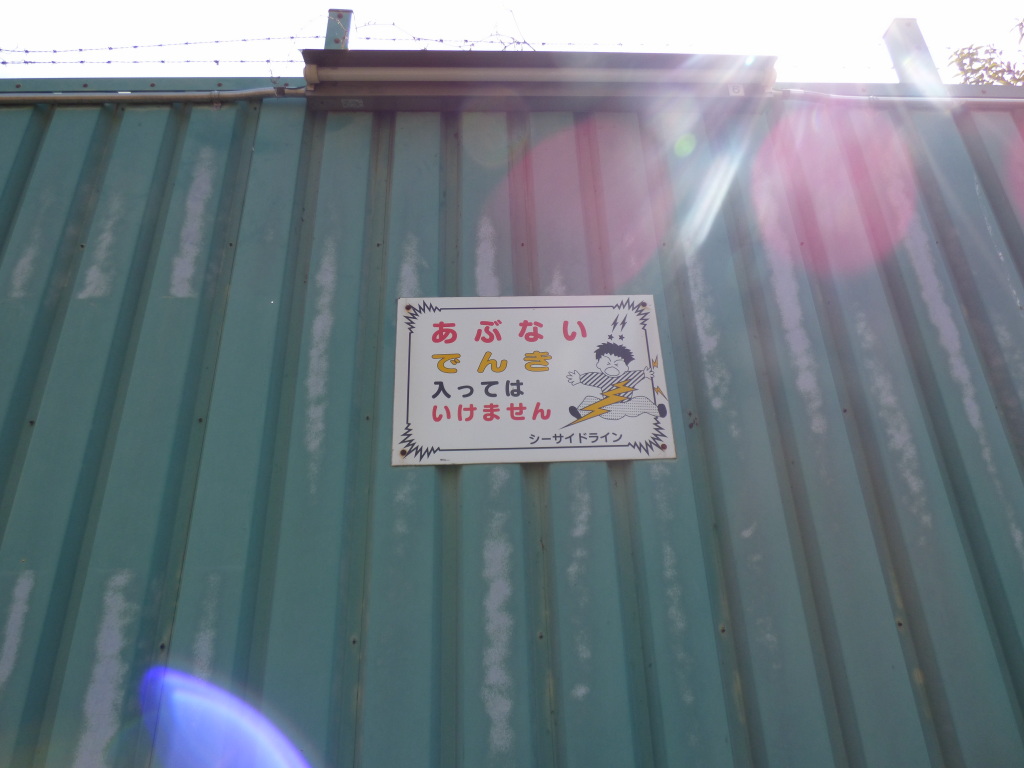 あぶない
でんき
入っては
いけません
シーサイドライン